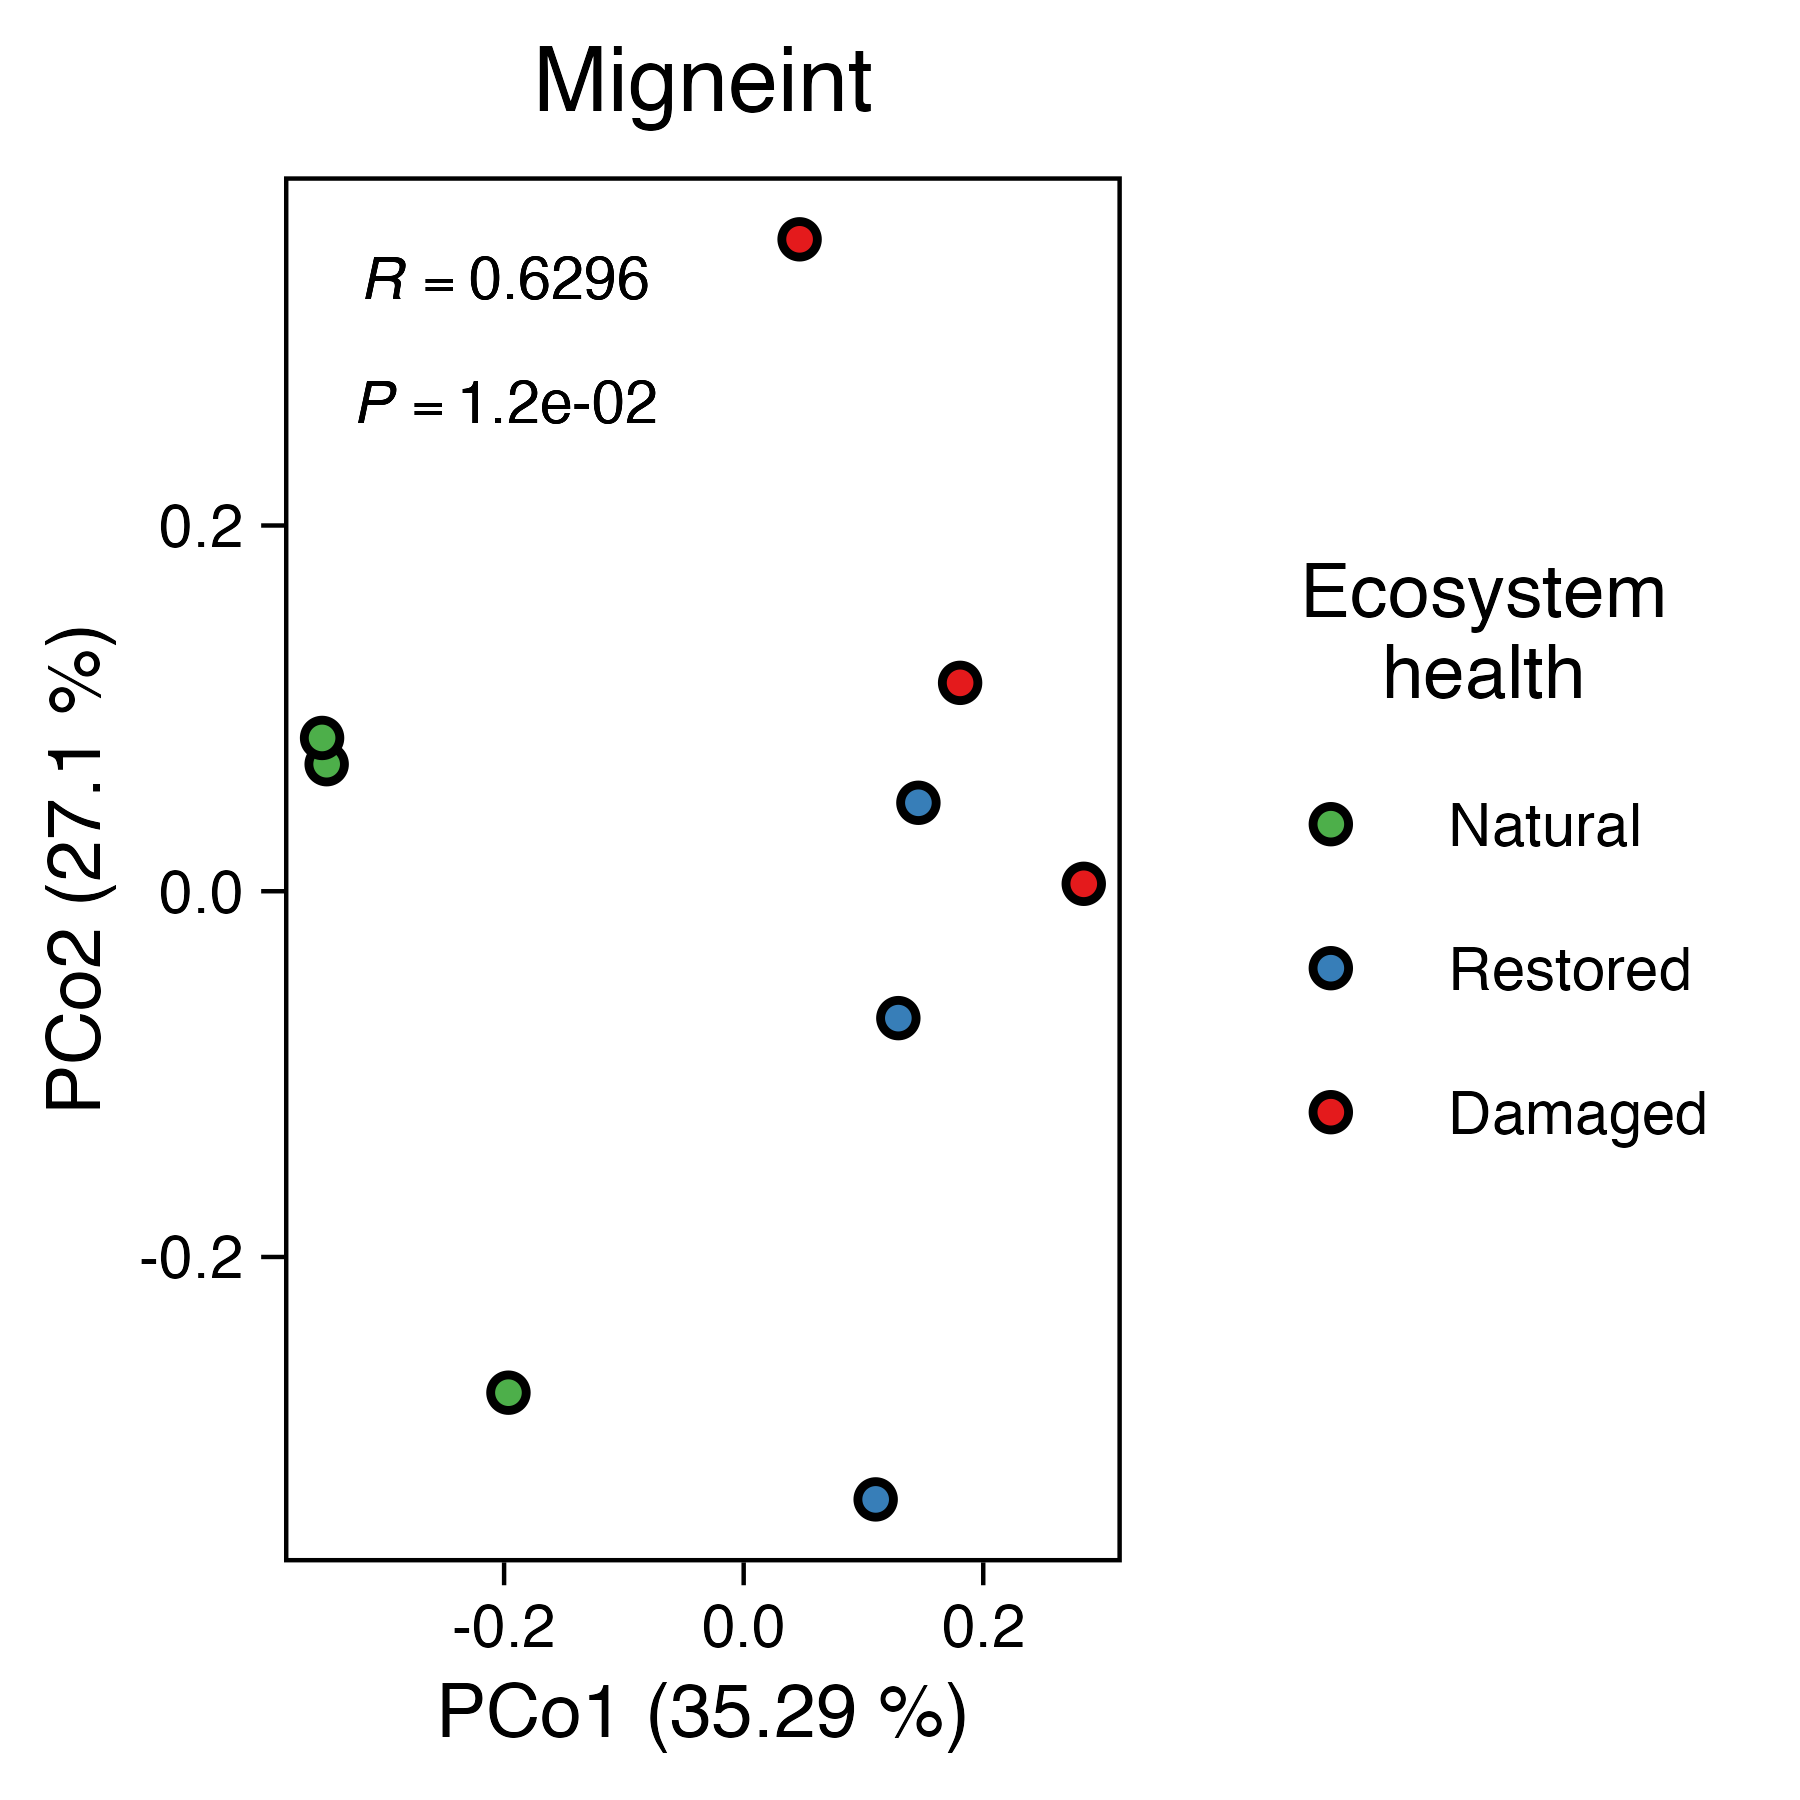 Migneint
R = 0.6296
P = 1.2e-02
0.2
0.0
-0.2
PCo2 (27.1 %)
-0.2 0.0 0.2
PCo1 (35.29 %)
Ecosystem
health
Natural
Restored
Damaged